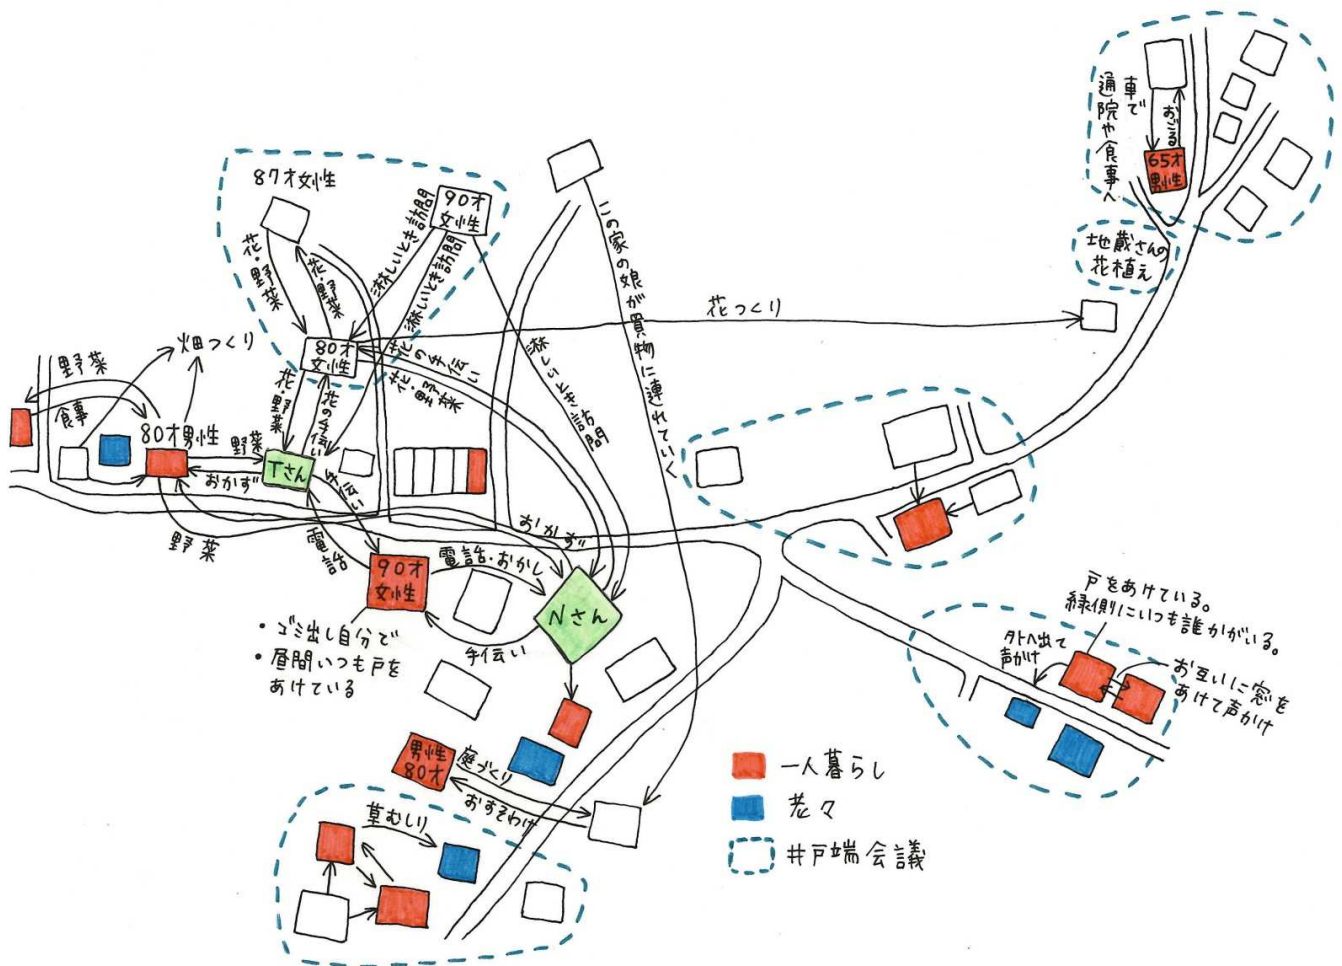 車で
通院や食事へ
おごる
65才
男性
地蔵さんの
花植え
87才女性
90才
女性
淋しいとき訪問
淋しいとき訪問
淋しいとき訪問
花・野菜
花・野菜
この家の娘が買物に連れていく
花つくり
80才
女性
花の手伝い
花・野菜
花・野菜
花の手伝い
畑つくり
野菜
食事
80才男性
野菜
おかず
Tさん
手伝い
野菜
おかず
電話
90才
女性
電話・おかし
Nさん
手伝い
・ゴミ出し自分で
・昼間いつも戸を
あけている
戸をあけている。
縁側にいつも誰かがいる。
外へ出て
声がけ
お互いに窓を
あけて声かけ
男性
80才
庭づくり
おすそわけ
草むしり
一人暮らし
老々
井戸端会議